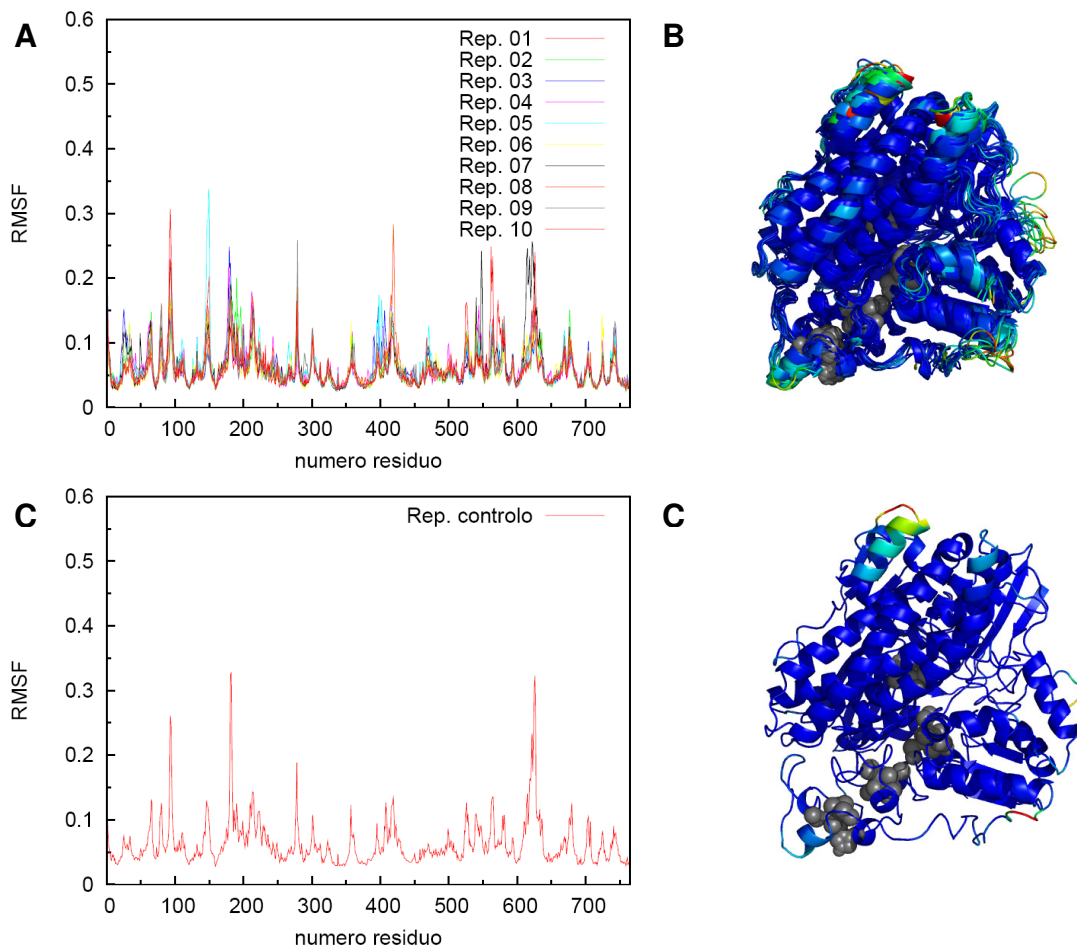 A
B
0.6
0.5
0.4
0.3
0.2
0.1
0
RMSF
Rep. 01
Rep. 02
Rep. 03
Rep. 04
Rep. 05
Rep. 06
Rep. 07
Rep. 08
Rep. 09
Rep. 10
0 100 200 300 400 500 600 700
numero residuo
C
C
0.6
0.5
0.4
0.3
0.2
0.1
0
RMSF
Rep. controlo
0 100 200 300 400 500 600 700
numero residuo